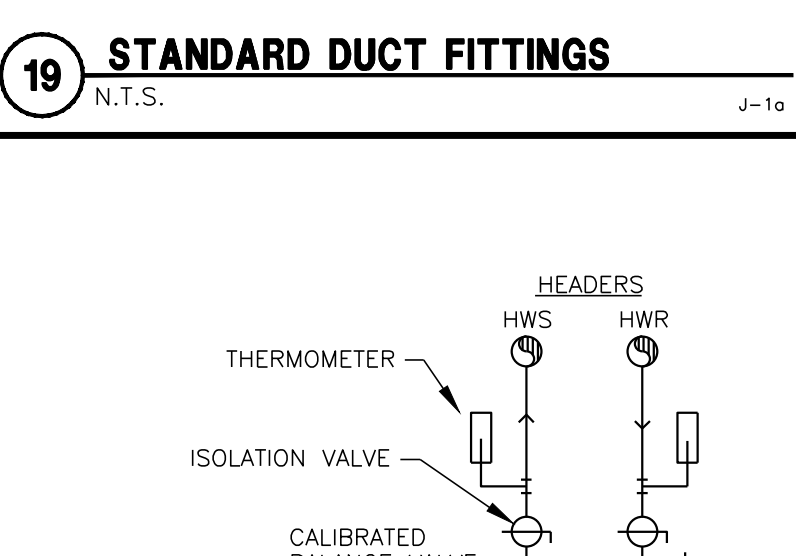 19
STANDARD DUCT FITTINGS
N.T.S.
J-1a
HEADERS
HWS HWR
THERMOMETER
ISOLATION VALVE
CALIBRATED